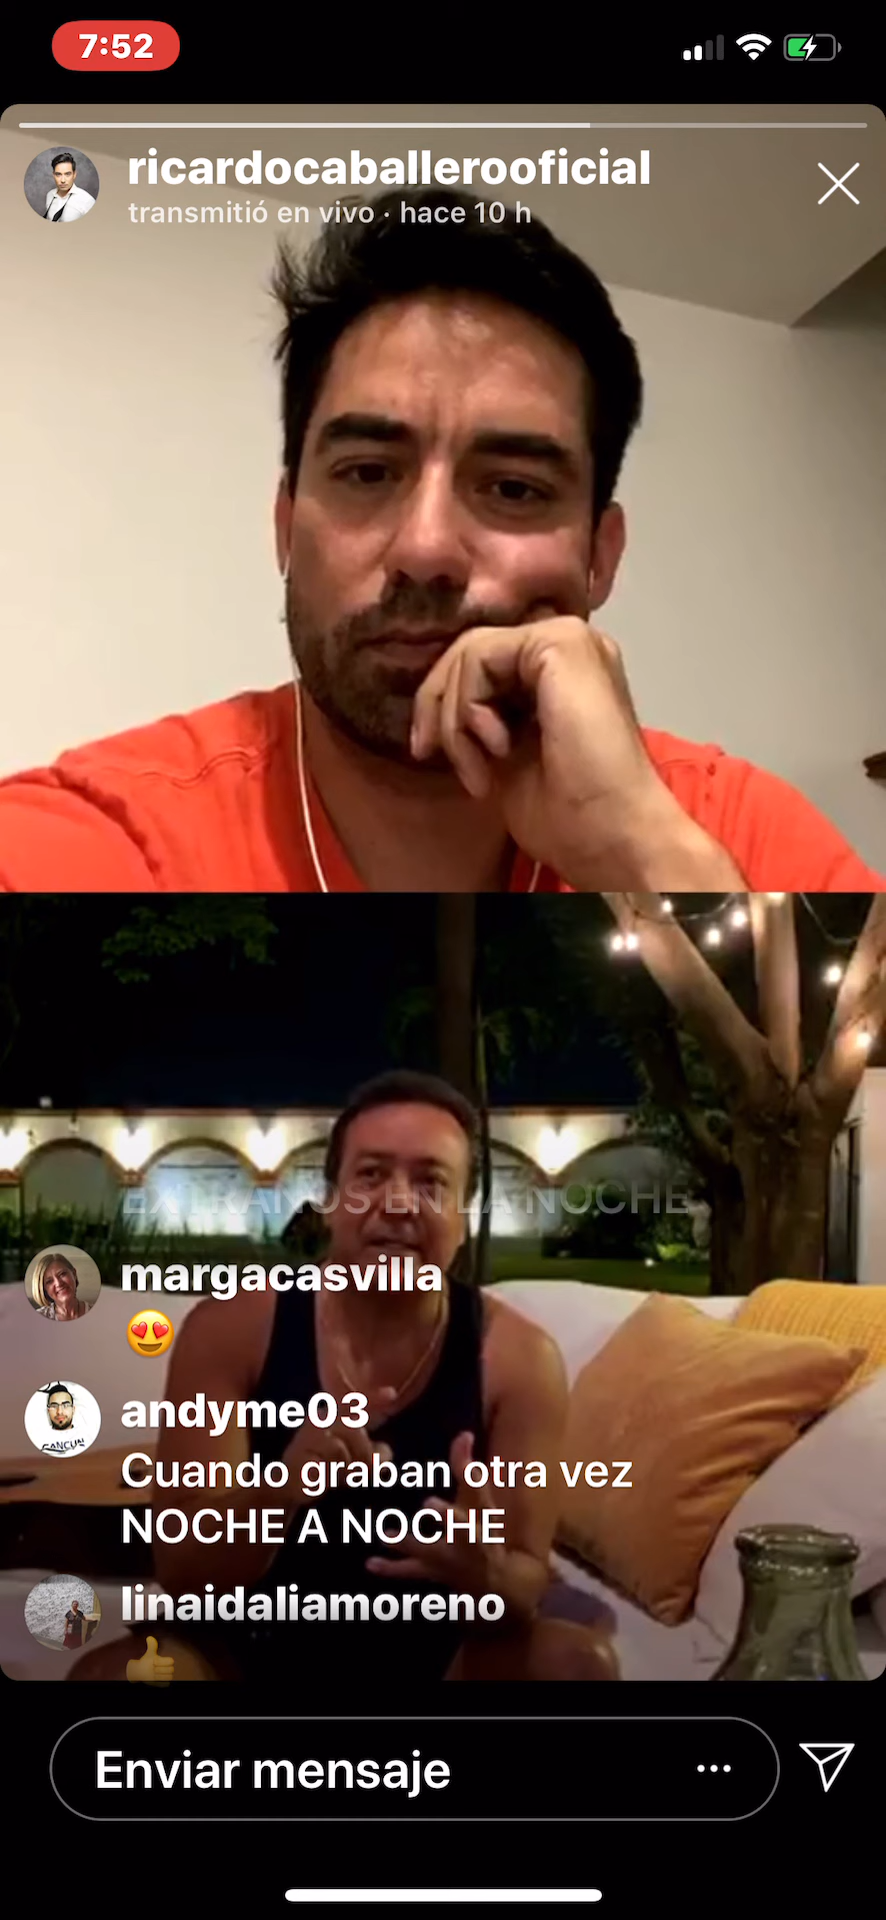 7:52
ricardocaballerooficial
transmitió en vivo · hace 10 h
EXTRAÑOS EN LA NOCHE
margacasvilla
😍
andyme03
CANCUN
Cuando graban otra vez
NOCHE A NOCHE
linaidaliamoreno
👍
Enviar mensaje